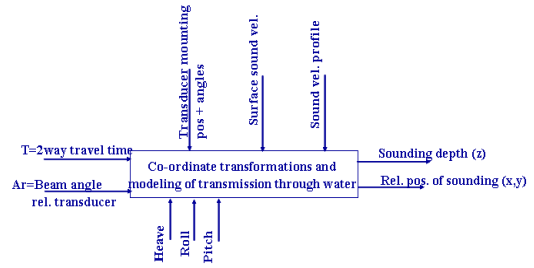 Transducer mounting
pos + angles
Surface sound vel.
Sound vel. profile
T=2way travel time
Ar=Beam angle
rel. transducer
Co-ordinate transformations and
modeling of transmission through water
Sounding depth (z)
Rel. pos. of sounding (x,y)
Heave
Roll
Pitch